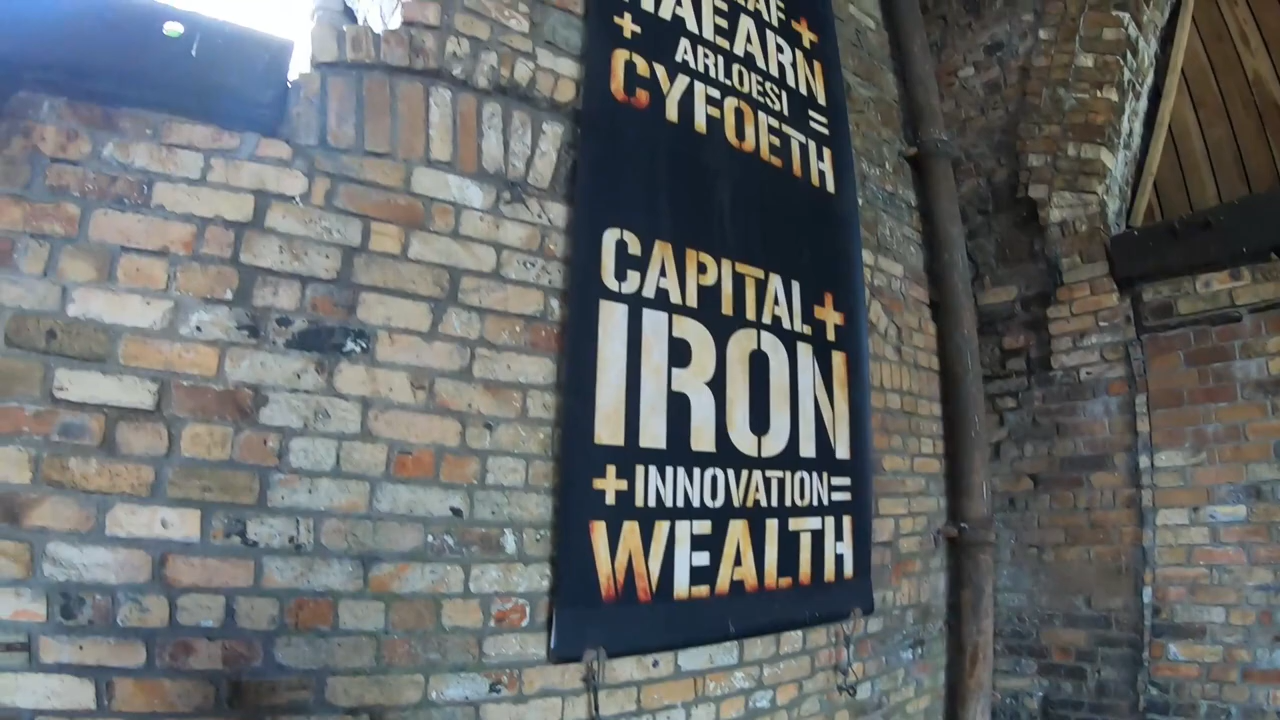 + HAEARN +
ARLOESI =
CYFOETH
CAPITAL +
IRON
+ INNOVATION =
WEALTH